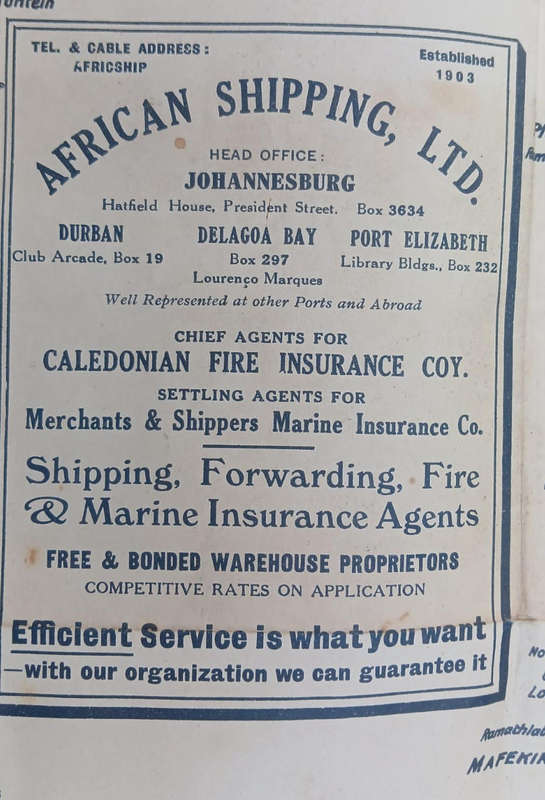 TEL. & CABLE ADDRESS:
AFRICSHIP
Established
1903
AFRICAN SHIPPING, LTD.
HEAD OFFICE:
JOHANNESBURG
Hatfield House, President Street. Box 3634
DURBAN DELAGOA BAY PORT ELIZABETH
Club Arcade, Box 19 Box 297 Library Bldgs., Box 232
Lourenço Marques
Well Represented at other Ports and Abroad
CHIEF AGENTS FOR
CALEDONIAN FIRE INSURANCE COY.
SETTLING AGENTS FOR
Merchants & Shippers Marine Insurance Co.
Shipping, Forwarding, Fire
& Marine Insurance Agents
FREE & BONDED WAREHOUSE PROPRIETORS
COMPETITIVE RATES ON APPLICATION
Efficient Service is what you want
—with our organization we can guarantee it